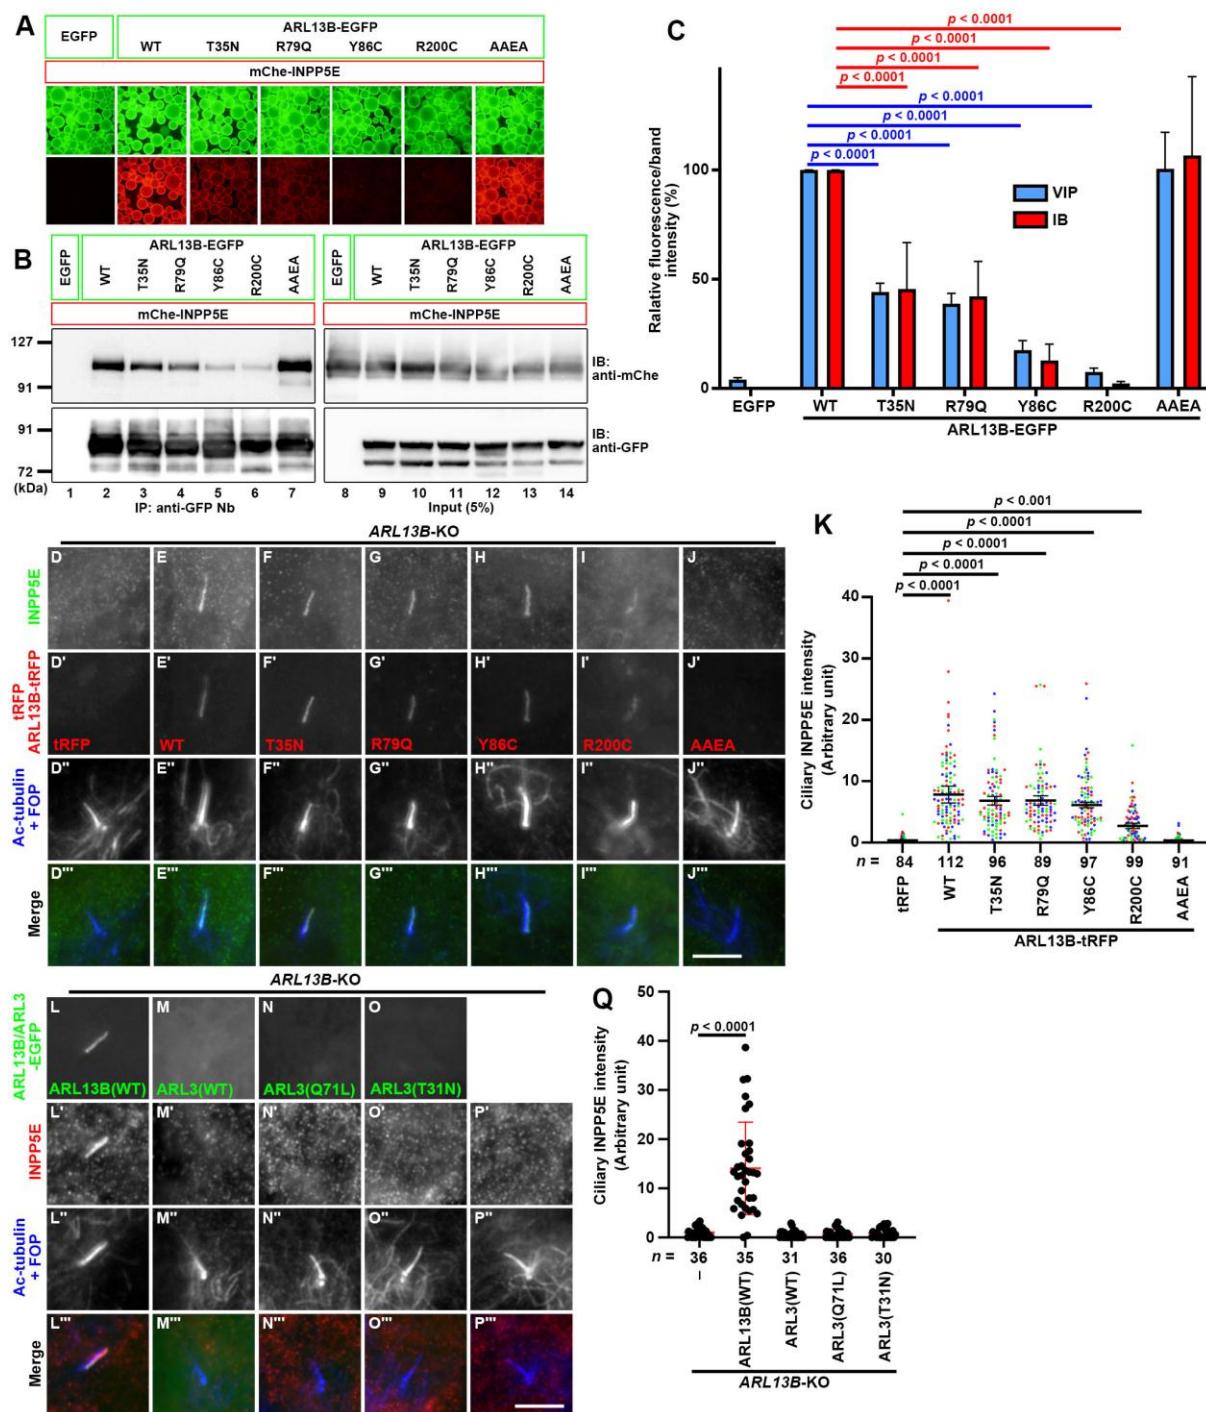 A
EGFP
ARL13B-EGFP
WT T35N R79Q Y86C R200C AAEA
mChe-INPP5E
B
ARL13B-EGFP ARL13B-EGFP
EGFP WT T35N R79Q Y86C R200C AAEA EGFP WT T35N R79Q Y86C R200C AAEA
mChe-INPP5E mChe-INPP5E
127
91
IB:
anti-mChe
91
72
(kDa)
IB:
anti-GFP
1 2 3 4 5 6 7 8 9 10 11 12 13 14
IP: anti-GFP Nb Input (5%)
C
p < 0.0001
p < 0.0001
p < 0.0001
p < 0.0001
p < 0.0001
p < 0.0001
p < 0.0001
p < 0.0001
Ralative fluorescence/band
intensity (%)
100
50
0
VIP
IB
EGFP WT T35N R79Q Y86C R200C AAEA
ARL13B-EGFP
ARL13B-KO
INPP5E
D E F G H I J
tRFP
ARL13B-tRFP
D' E' F' G' H' I' J'
tRFP WT T35N R79Q Y86C R200C AAEA
Ac-tubulin
+ FOP
D'' E'' F'' G'' H'' I'' J''
Merge
D''' E''' F''' G''' H''' I''' J'''
K
p < 0.001
p < 0.0001
p < 0.0001
p < 0.0001
p < 0.0001
Ciliary INPP5E intensity
(Arbitrary unit)
40
30
20
10
0
n = 84 112 96 89 97 99 91
tRFP WT T35N R79Q Y86C R200C AAEA
ARL13B-tRFP
ARL13B-KO
ARL13B/ARL3
-EGFP
L M N O
ARL13B(WT) ARL3(WT) ARL3(Q71L) ARL3(T31N)
INPP5E
L' M' N' O' P'
Ac-tubulin
+ FOP
L'' M'' N'' O'' P''
Merge
L''' M''' N''' O''' P'''
Q
p < 0.0001
Ciliary INPP5E intensity
(Arbitrary unit)
50
40
30
20
10
0
n = 36 35 31 36 30
– ARL13B(WT) ARL3(WT) ARL3(Q71L) ARL3(T31N)
ARL13B-KO